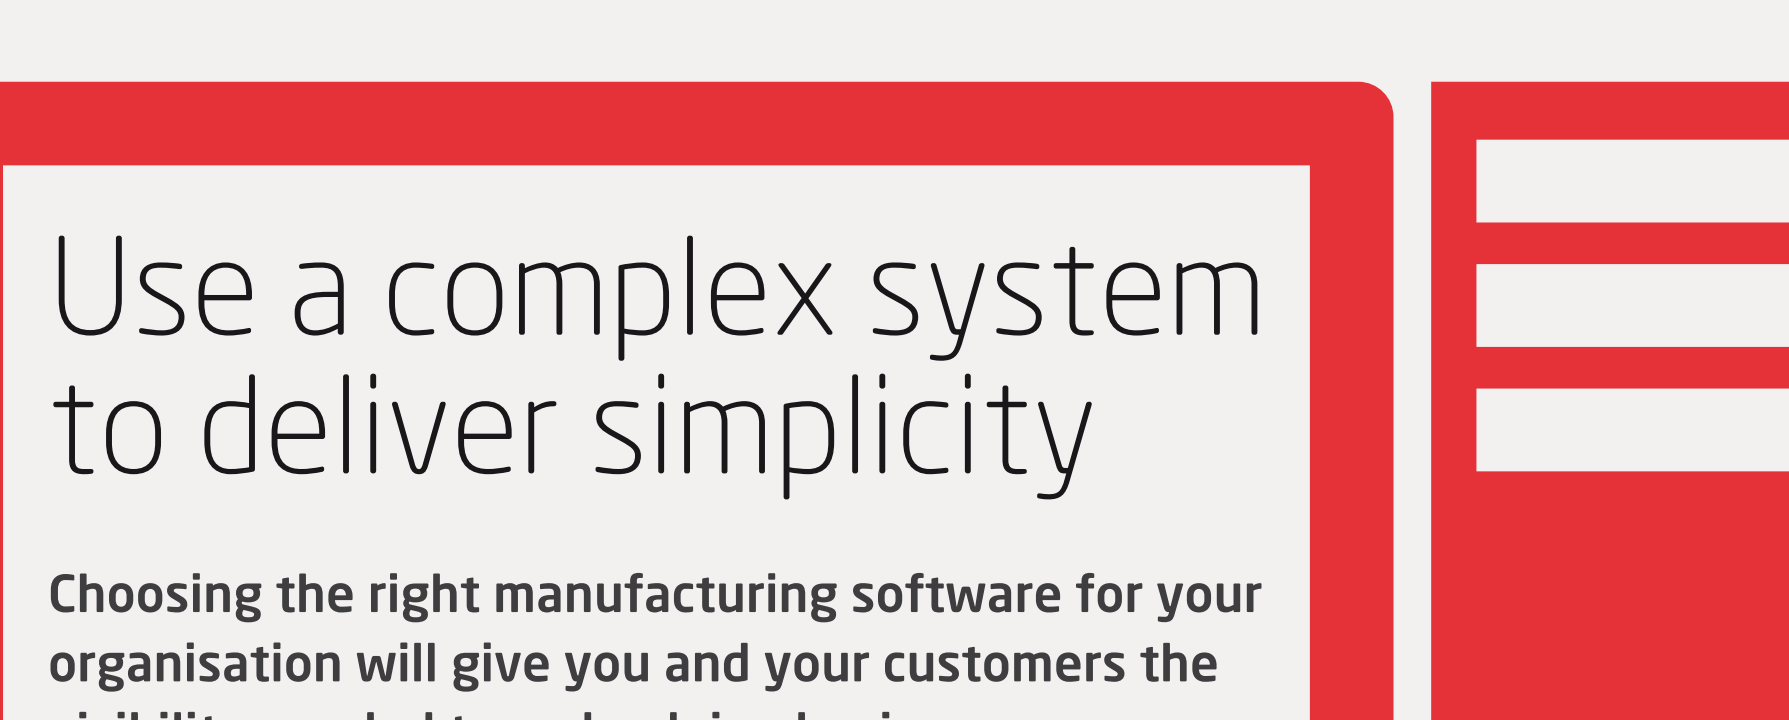 Use a complex system
to deliver simplicity
Choosing the right manufacturing software for your
organisation will give you and your customers the